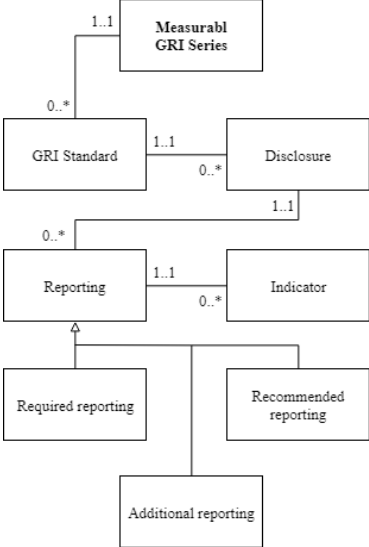 1..1
Measurabl
GRI Series
0..*
GRI Standard
1..1
0..*
Disclosure
1..1
0..*
Reporting
1..1
0..*
Indicator
Required reporting
Recommended
reporting
Additional reporting